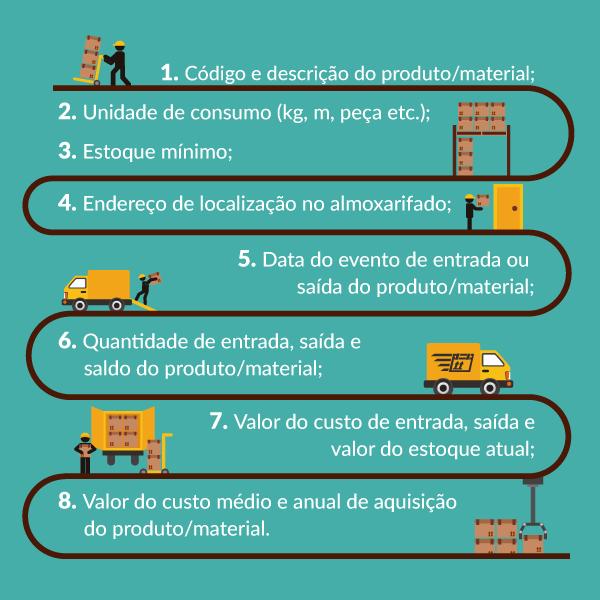 1. Código e descrição do produto/material;
2. Unidade de consumo (kg, m, peça etc.);
3. Estoque mínimo;
4. Endereço de localização no almoxarifado;
5. Data do evento de entrada ou
saída do produto/material;
6. Quantidade de entrada, saída e
saldo do produto/material;
7. Valor do custo de entrada, saída e
valor do estoque atual;
8. Valor do custo médio e anual de aquisição
do produto/material.